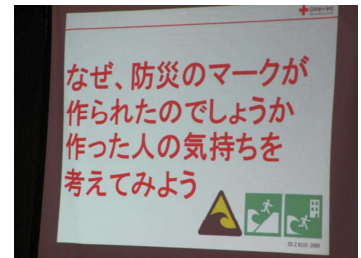 なぜ、防災のマークが
作られたのでしょうか
作った人の気持ちを
考えてみよう